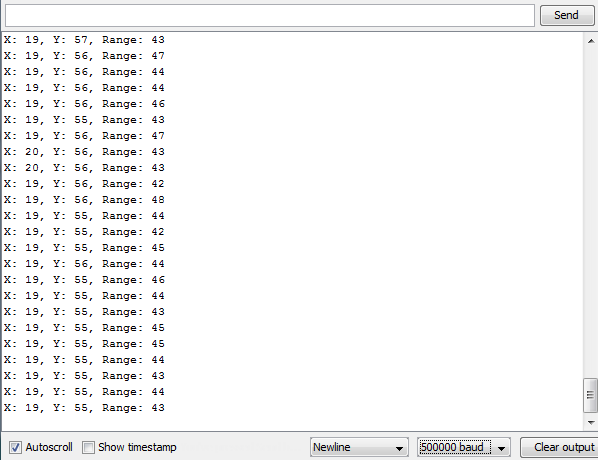 Send
X: 19, Y: 57, Range: 43
X: 19, Y: 56, Range: 47
X: 19, Y: 56, Range: 44
X: 19, Y: 56, Range: 44
X: 19, Y: 56, Range: 46
X: 19, Y: 55, Range: 43
X: 19, Y: 56, Range: 47
X: 20, Y: 56, Range: 43
X: 20, Y: 56, Range: 43
X: 19, Y: 56, Range: 42
X: 19, Y: 56, Range: 48
X: 19, Y: 55, Range: 44
X: 19, Y: 55, Range: 42
X: 19, Y: 55, Range: 45
X: 19, Y: 56, Range: 44
X: 19, Y: 55, Range: 46
X: 19, Y: 55, Range: 44
X: 19, Y: 55, Range: 43
X: 19, Y: 55, Range: 45
X: 19, Y: 55, Range: 45
X: 19, Y: 55, Range: 44
X: 19, Y: 55, Range: 43
X: 19, Y: 55, Range: 44
X: 19, Y: 55, Range: 43
Autoscroll Show timestamp Newline 500000 baud Clear output